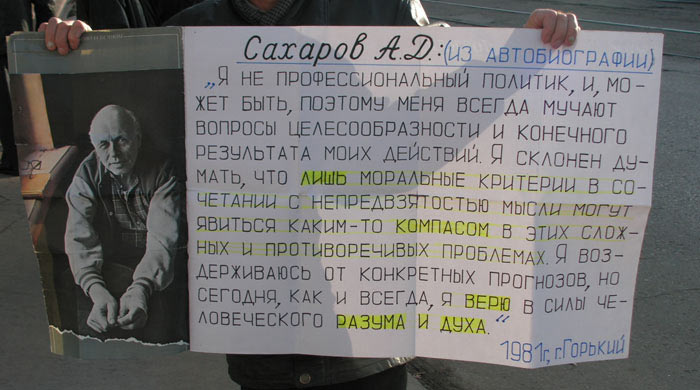 Сахаров А.Д.: (ИЗ АВТОБИОГРАФИИ)
„Я НЕ ПРОФЕССИОНАЛЬНЫЙ ПОЛИТИК, И, МО-
ЖЕТ БЫТЬ, ПОЭТОМУ МЕНЯ ВСЕГДА МУЧАЮТ
ВОПРОСЫ ЦЕЛЕСООБРАЗНОСТИ И КОНЕЧНОГО
РЕЗУЛЬТАТА МОИХ ДЕЙСТВИЙ. Я СКЛОНЕН ДУ-
МАТЬ, ЧТО ЛИШЬ МОРАЛЬНЫЕ КРИТЕРИИ В СО-
ЧЕТАНИИ С НЕПРЕДВЗЯТОСТЬЮ МЫСЛИ МОГУТ
ЯВИТЬСЯ КАКИМ-ТО КОМПАСОМ В ЭТИХ СЛОЖ-
НЫХ И ПРОТИВОРЕЧИВЫХ ПРОБЛЕМАХ. Я ВОЗ-
ДЕРЖИВАЮСЬ ОТ КОНКРЕТНЫХ ПРОГНОЗОВ, НО
СЕГОДНЯ, КАК И ВСЕГДА, Я ВЕРЮ В СИЛЫ ЧЕ-
ЛОВЕЧЕСКОГО РАЗУМА И ДУХА.“
1981г, г.Горький